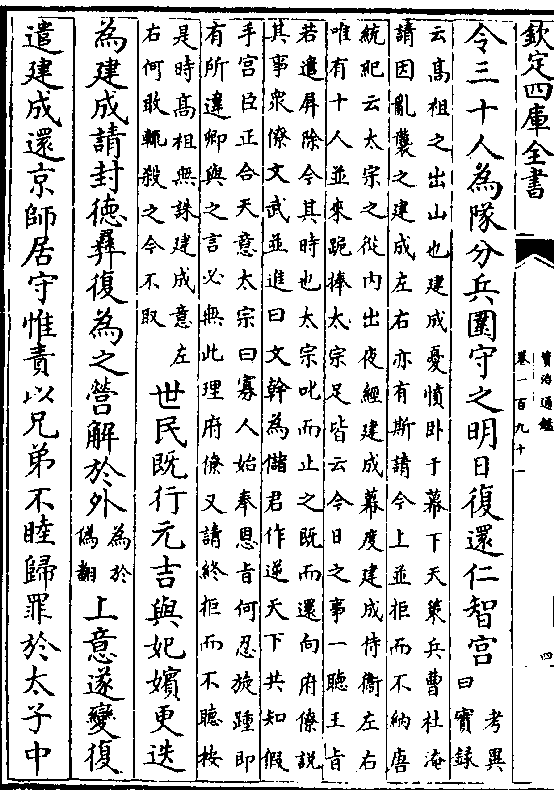 欽定四庫全書
資治通鑑
卷一百九十一
四
令三十人為隊分兵圍守之明日復還仁智宮考異
曰實錄
云高祖之出山也建成憂憤卧于幕下天策兵曹杜淹
請因亂襲之建成左右亦有斯請今上並拒而不納唐
統紀云太宗之從内出夜經建成幕度建成侍衛左右
唯有十人並來跪捧太宗足皆云今日之事一聽王旨
若遣屏除今其時也太宗叱而止之既而還向府僚説
其事衆僚文武並進曰文幹為儲君作逆天下共知假
手宫臣正合天意太宗曰寡人始奉恩旨何忍旋踵即
有所違卿與之言必無此理府僚又請終拒而不聽按
是時髙祖無誅建成意左
右何敢輒殺之今不取
世民既行元吉與妃嬪更迭
為建成請封德彛復為之營解於外為於
偽翻上意遂變復
遣建成還京師居守惟責以兄弟不睦歸罪於太子中